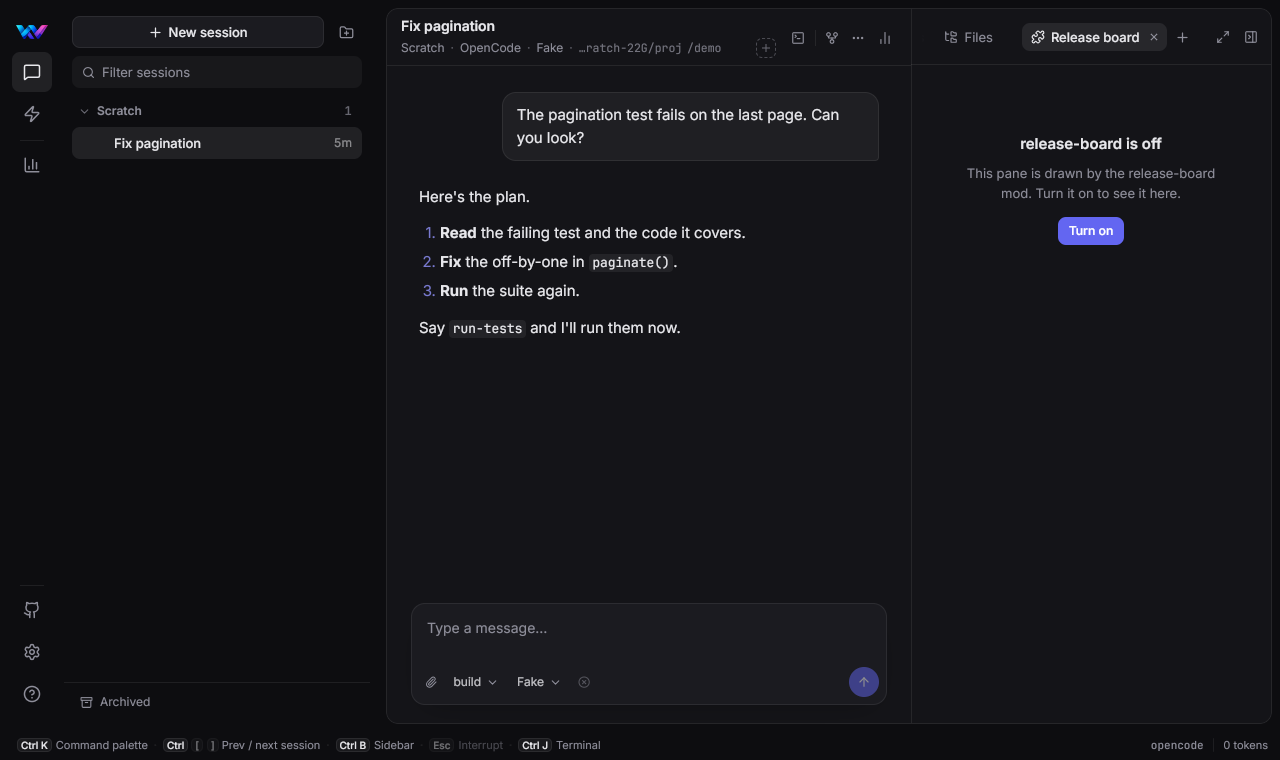 New session
Filter sessions
Scratch 1
Fix pagination 5m
Archived
Fix pagination
Scratch · OpenCode · Fake · …ratch-22G/proj /demo
The pagination test fails on the last page. Can
you look?
Here's the plan.
1. Read the failing test and the code it covers.
2. Fix the off-by-one in paginate().
3. Run the suite again.
Say run-tests and I'll run them now.
Type a message...
build Fake
Files Release board
release-board is off
This pane is drawn by the release-board
mod. Turn it on to see it here.
Turn on
Ctrl K Command palette · Ctrl [ ] Prev / next session · Ctrl B Sidebar · Esc Interrupt · Ctrl J Terminal
opencode 0 tokens